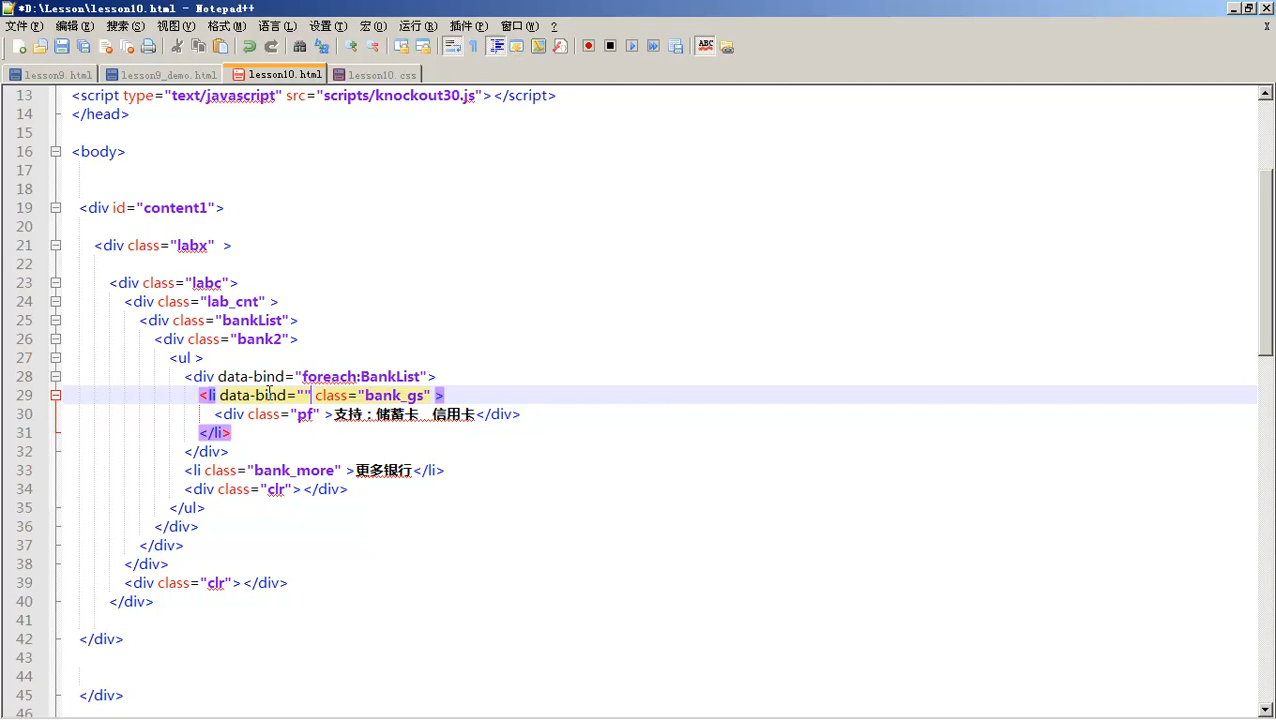 *D:\Lesson\lesson10.html - Notepad++
文件(F) 编辑(E) 搜索(S) 视图(V) 格式(M) 语言(L) 设置(T) 宏(O) 运行(R) 插件(P) 窗口(W) ? X
lesson9.html lesson9_demo.html lesson10.html lesson10.css
13 <script type="text/javascript" src="scripts/knockout30.js"></script>
14 </head>
15
16 <body>
17
18
19 <div id="content1">
20
21 <div class="labx" >
22
23 <div class="labc">
24 <div class="lab_cnt" >
25 <div class="bankList">
26 <div class="bank2">
27 <ul >
28 <div data-bind="foreach:BankList">
29 <li data-bind="" class="bank_gs" >
30 <div class="pf" >支持：储蓄卡 信用卡</div>
31 </li>
32 </div>
33 <li class="bank_more" >更多银行</li>
34 <div class="clr"></div>
35 </ul>
36 </div>
37 </div>
38 </div>
39 <div class="clr"></div>
40 </div>
41
42 </div>
43
44
45 </div>
46